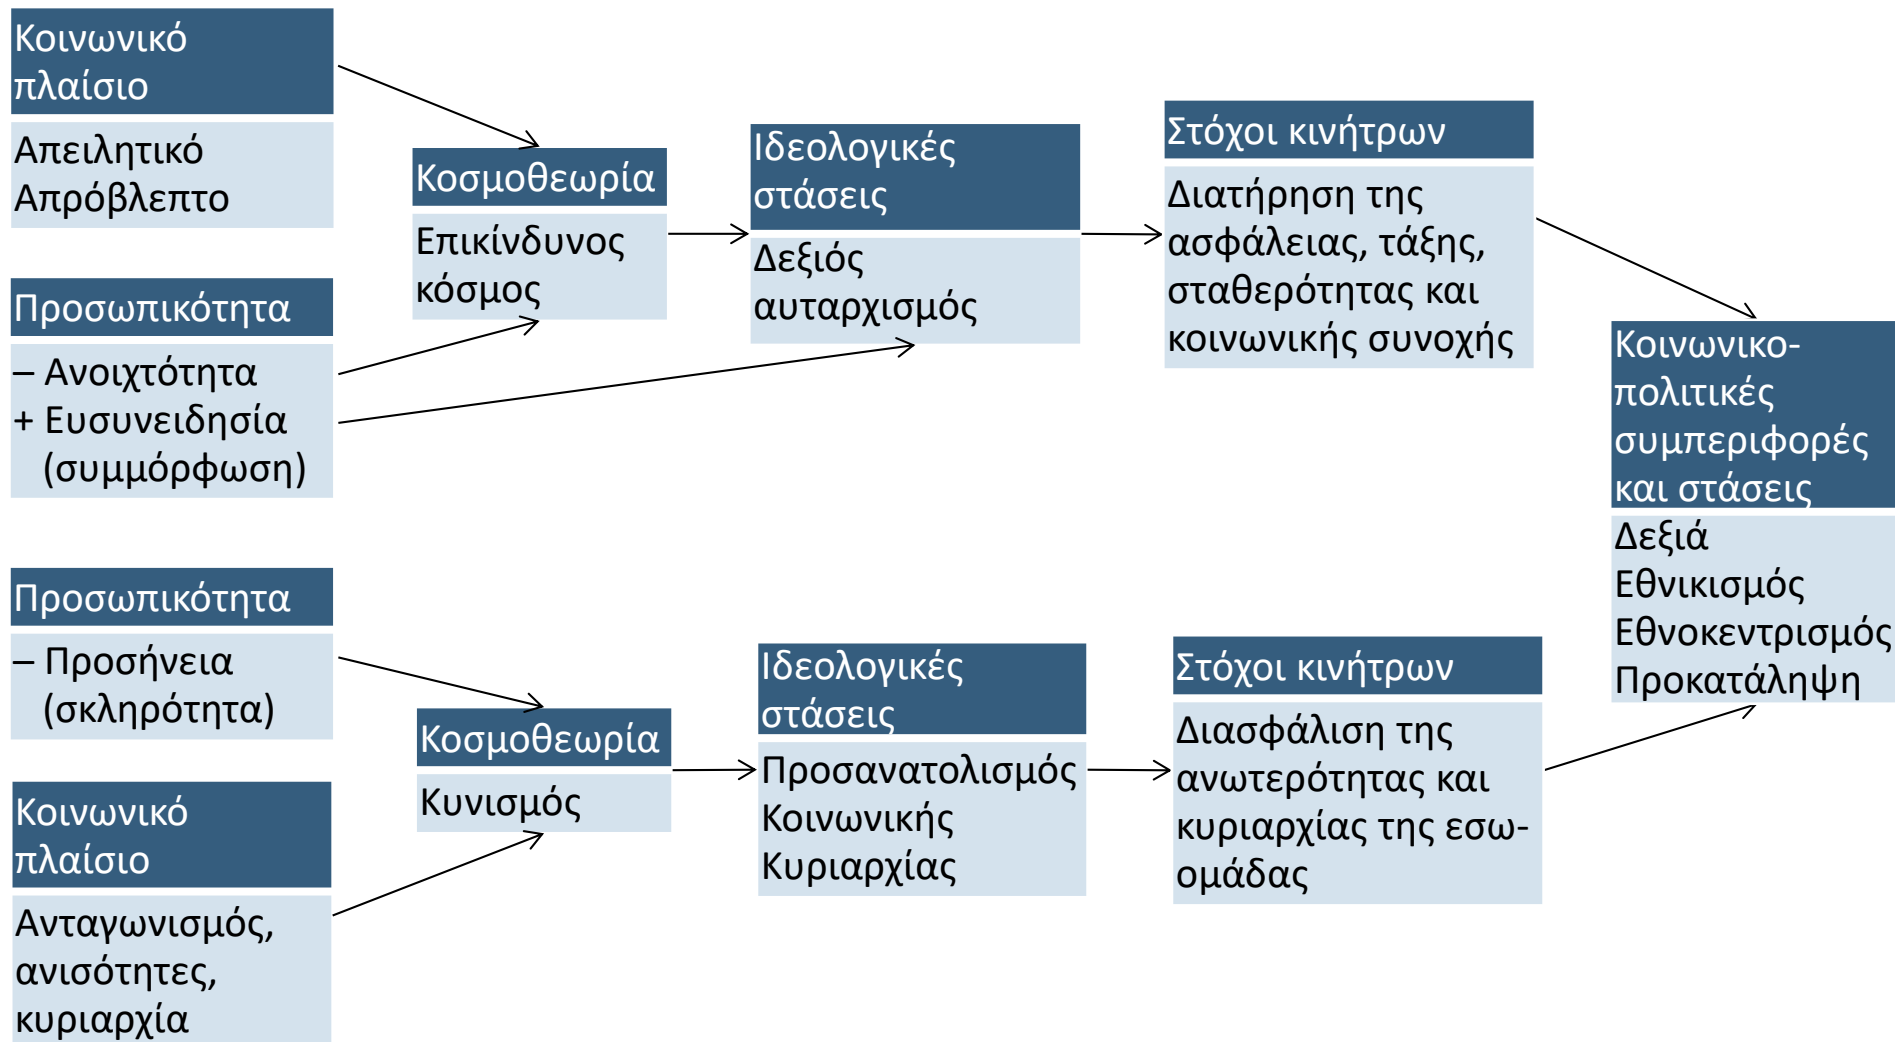 Κοινωνικό
πλαίσιο
Απειλητικό
Απρόβλεπτο
Προσωπικότητα
– Ανοιχτότητα
+ Ευσυνειδησία
(συμμόρφωση)
Κοσμοθεωρία
Επικίνδυνος
κόσμος
Ιδεολογικές
στάσεις
Δεξιός
αυταρχισμός
Στόχοι κινήτρων
Διατήρηση της
ασφάλειας, τάξης,
σταθερότητας και
κοινωνικής συνοχής
Προσωπικότητα
– Προσήνεια
(σκληρότητα)
Κοινωνικό
πλαίσιο
Ανταγωνισμός,
ανισότητες,
κυριαρχία
Κοσμοθεωρία
Κυνισμός
Ιδεολογικές
στάσεις
Προσανατολισμός
Κοινωνικής
Κυριαρχίας
Στόχοι κινήτρων
Διασφάλιση της
ανωτερότητας και
κυριαρχίας της εσω-
ομάδας
Κοινωνικο-
πολιτικές
συμπεριφορές
και στάσεις
Δεξιά
Εθνικισμός
Εθνοκεντρισμός
Προκατάληψη